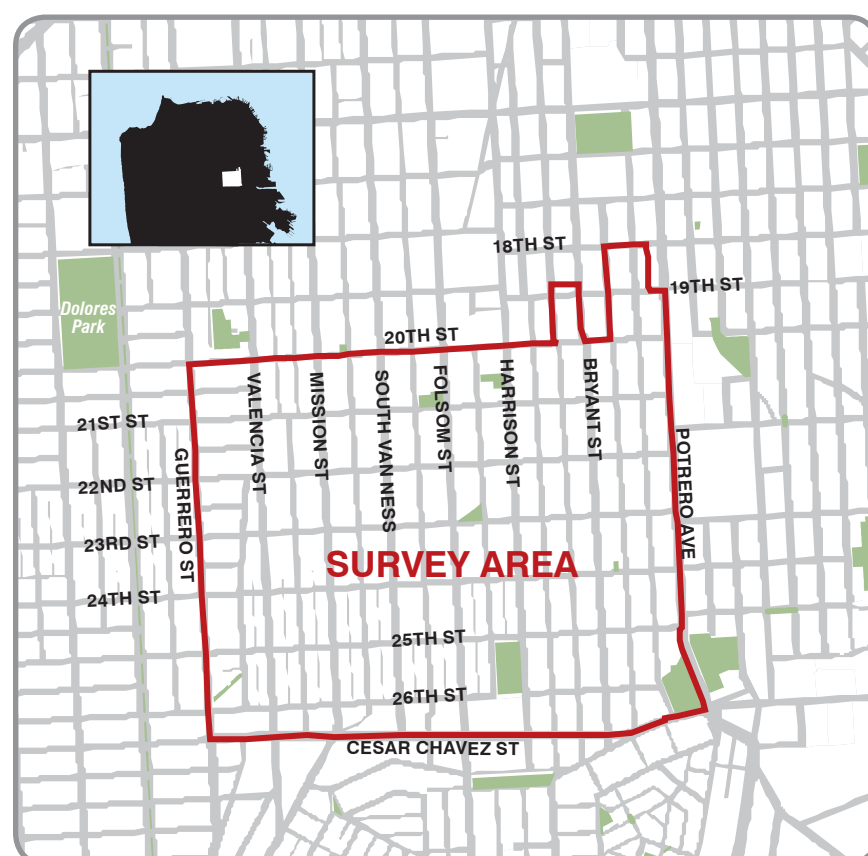 18TH ST
19TH ST
Dolores
Park
20TH ST
VALENCIA ST
MISSION ST
SOUTH VAN NESS
FOLSOM ST
HARRISON ST
BRYANT ST
21ST ST
GUERRERO ST
POTRERO AVE
22ND ST
23RD ST
SURVEY AREA
24TH ST
25TH ST
26TH ST
CESAR CHAVEZ ST